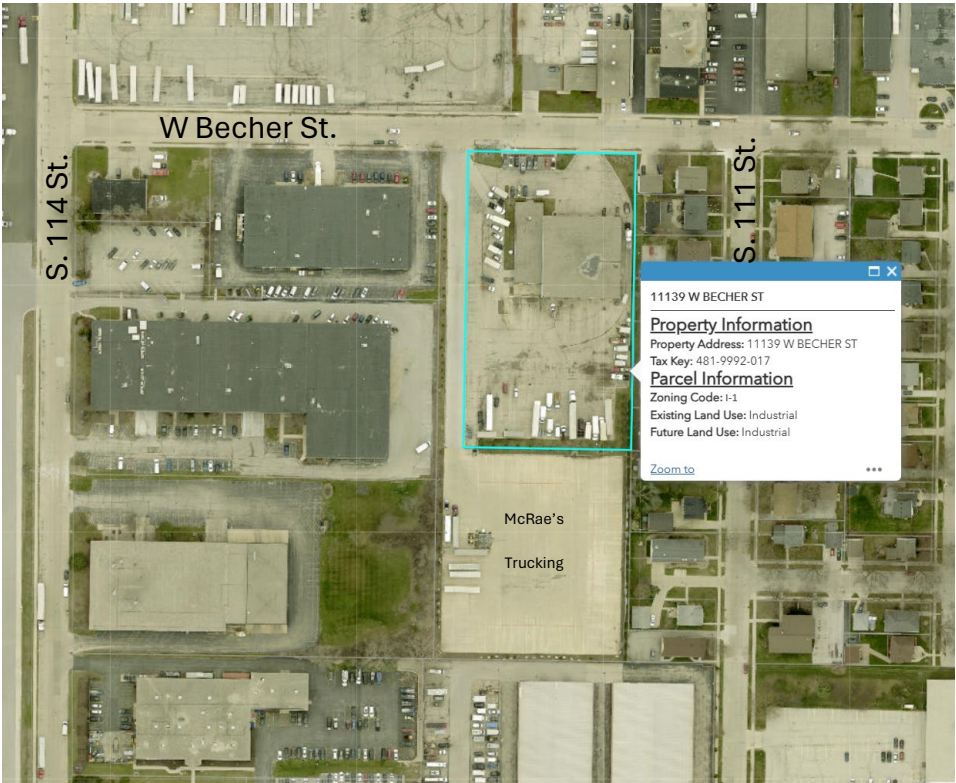 W Becher St.
S. 114 St.
S. 111 St.
11139 W BECHER ST
Property Information
Property Address: 11139 W BECHER ST
Tax Key: 481-9992-017
Parcel Information
Zoning Code: I-1
Existing Land Use: Industrial
Future Land Use: Industrial
Zoom to
McRae's
Trucking